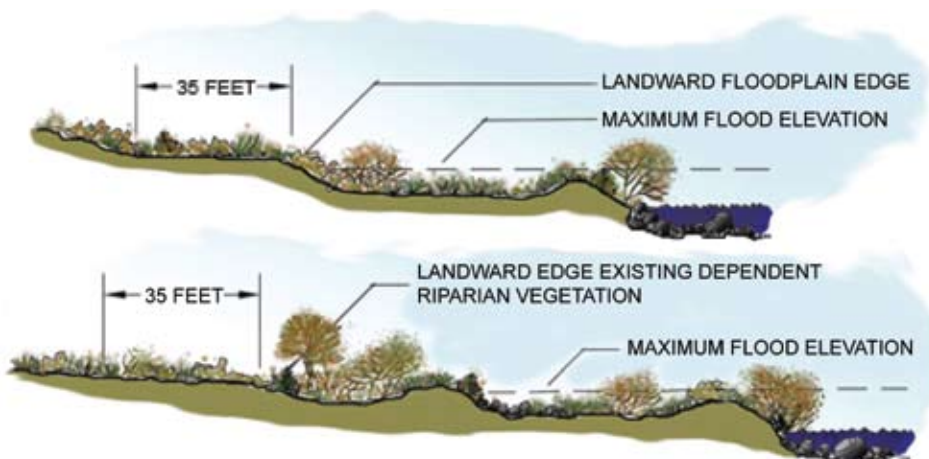 35 FEET
LANDWARD FLOODPLAIN EDGE
MAXIMUM FLOOD ELEVATION
35 FEET
LANDWARD EDGE EXISTING DEPENDENT
RIPARIAN VEGETATION
MAXIMUM FLOOD ELEVATION